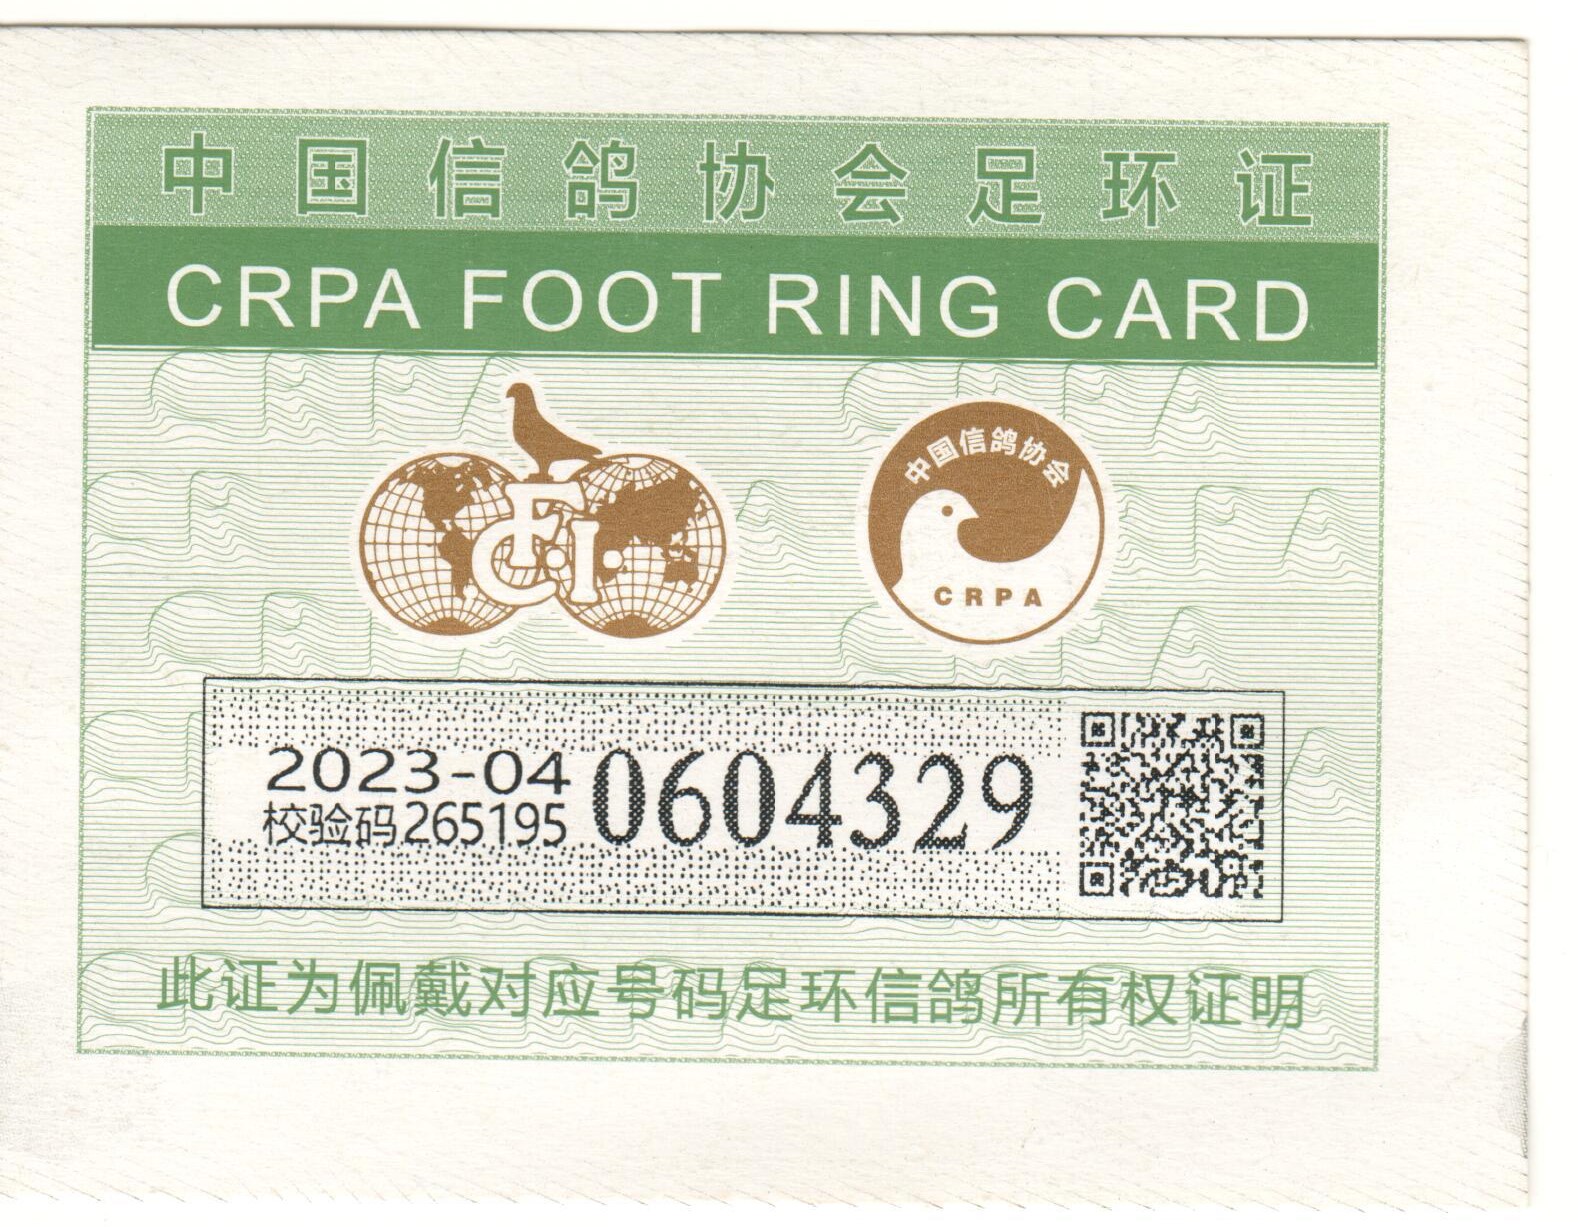 中国信鸽协会足环证
CRPA FOOT RING CARD
FCI
中国信鸽协会
CRPA
2023-04
校验码265195
0604329
此证为佩戴对应号码足环信鸽所有权证明